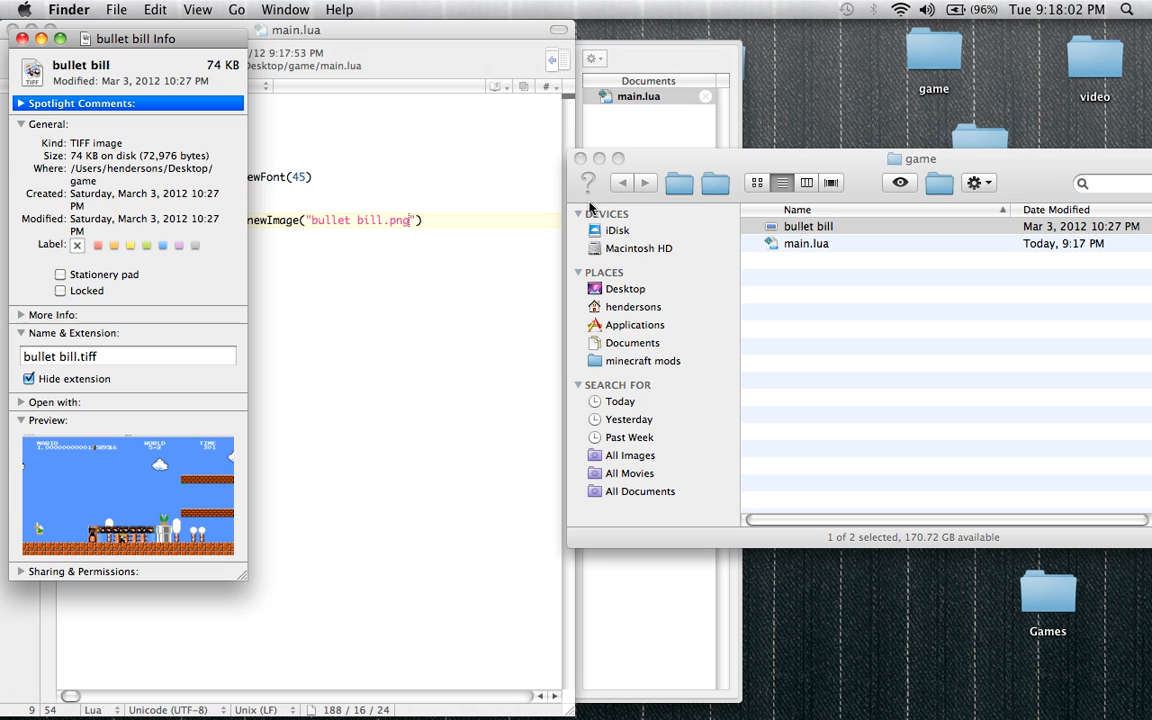 Finder File Edit View Go Window Help (96%) Tue 9:18:02 PM
bullet bill Info
bullet bill 74 KB
Modified: Mar 3, 2012 10:27 PM
Spotlight Comments:
General:
Kind: TIFF image
Size: 74 KB on disk (72,976 bytes)
Where: /Users/hendersons/Desktop/
game
Created: Saturday, March 3, 2012 10:27
PM
Modified: Saturday, March 3, 2012 10:27
PM
Label:
Stationery pad
Locked
More Info:
Name & Extension:
bullet bill.tiff
Hide extension
Open with:
Preview:
MARIO WORLD TIME
5-2 301
Sharing & Permissions:
main.lua
/12 9:17:53 PM
esktop/game/main.lua
#
ewFont(45)
newImage("bullet bill.png")
9 54 Lua Unicode (UTF-8) Unix (LF) 188 / 16 / 24
Documents
main.lua
game
video
game
Name Date Modified
bullet bill Mar 3, 2012 10:27 PM
main.lua Today, 9:17 PM
DEVICES
iDisk
Macintosh HD
PLACES
Desktop
hendersons
Applications
Documents
minecraft mods
SEARCH FOR
Today
Yesterday
Past Week
All Images
All Movies
All Documents
1 of 2 selected, 170.72 GB available
Games